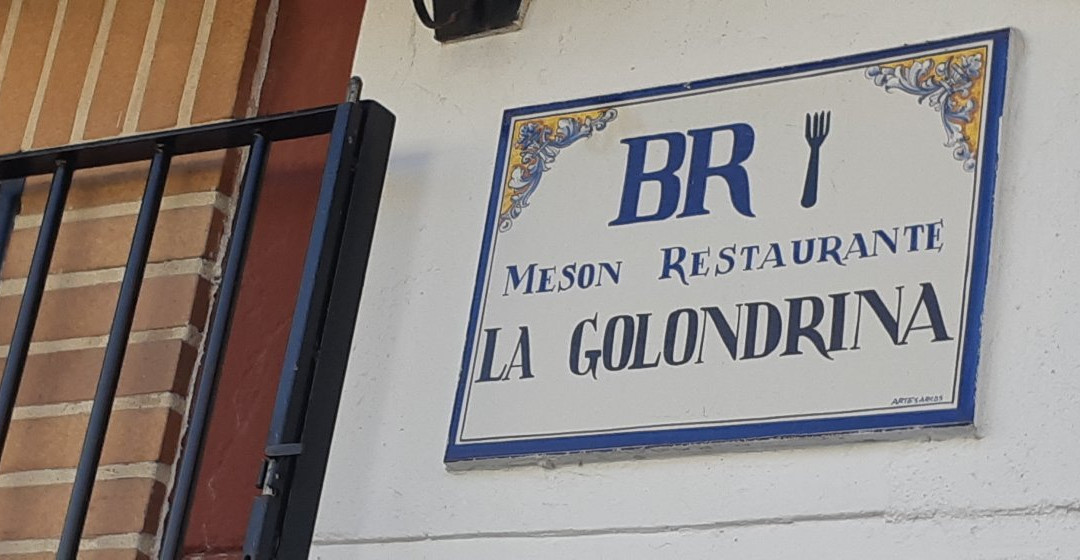 BR
MESON RESTAURANTE
LA GOLONDRINA